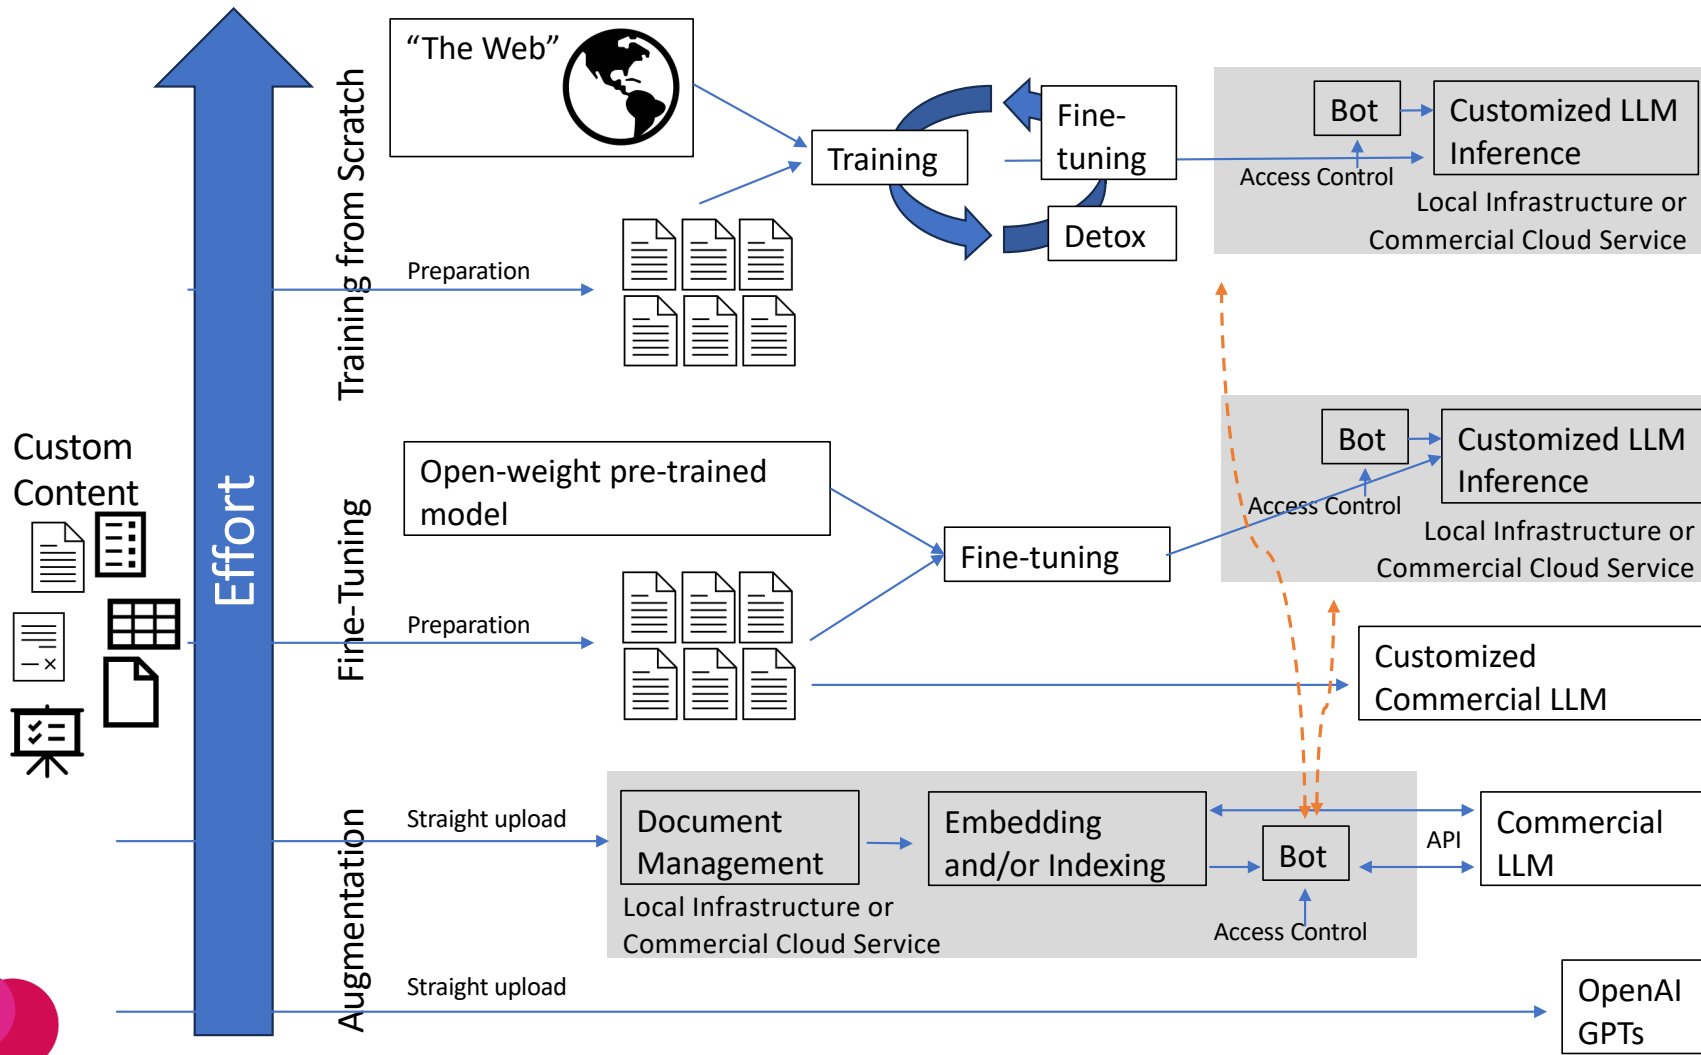 “The Web”
Training from Scratch
Preparation
Training
Fine-
tuning
Detox
Bot
Customized LLM
Inference
Access Control
Local Infrastructure or
Commercial Cloud Service
Custom
Content
Effort
Fine-Tuning
Open-weight pre-trained
model
Preparation
Fine-tuning
Bot
Customized LLM
Inference
Access Control
Local Infrastructure or
Commercial Cloud Service
Customized
Commercial LLM
Augmentation
Straight upload
Document
Management
Embedding
and/or Indexing
Bot
API
Commercial
LLM
Local Infrastructure or
Commercial Cloud Service
Access Control
Straight upload
OpenAI
GPTs